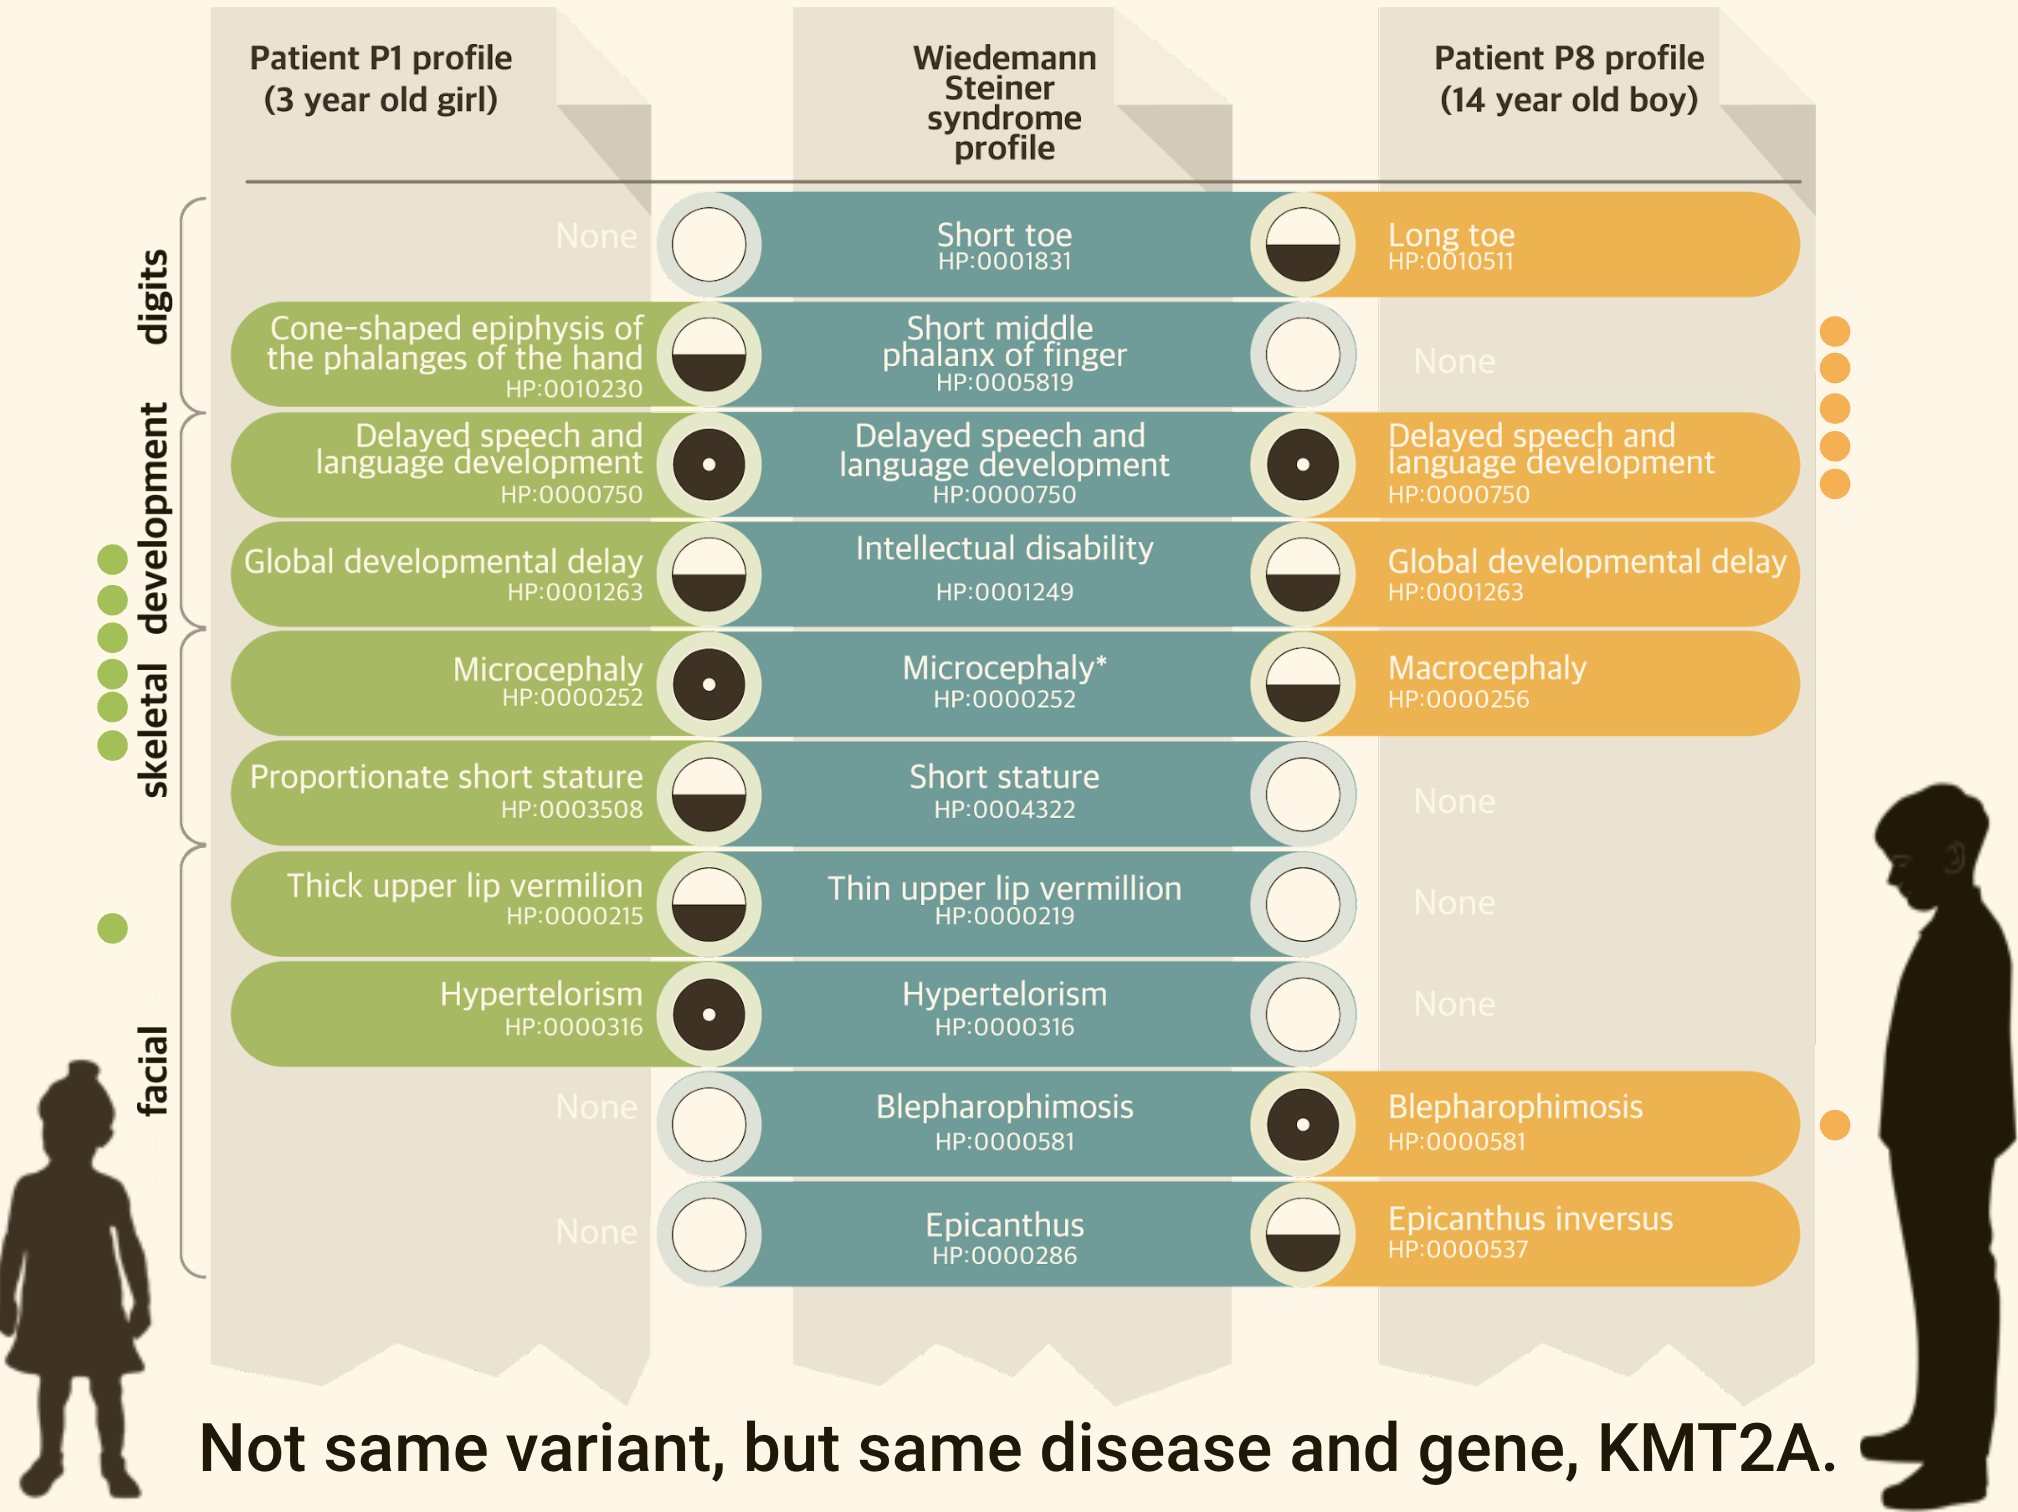 Patient P1 profile
(3 year old girl)
Wiedemann
Steiner
syndrome
profile
Patient P8 profile
(14 year old boy)
digits
None
Short toe
HP:0001831
Long toe
HP:0010511
Cone-shaped epiphysis of
the phalanges of the hand
HP:0010230
Short middle
phalanx of finger
HP:0005819
None
development
Delayed speech and
language development
HP:0000750
Delayed speech and
language development
HP:0000750
Delayed speech and
language development
HP:0000750
Global developmental delay
HP:0001263
Intellectual disability
HP:0001249
Global developmental delay
HP:0001263
skeletal
Microcephaly
HP:0000252
Microcephaly*
HP:0000252
Macrocephaly
HP:0000256
Proportionate short stature
HP:0003508
Short stature
HP:0004322
None
facial
Thick upper lip vermilion
HP:0000215
Thin upper lip vermillion
HP:0000219
None
Hypertelorism
HP:0000316
Hypertelorism
HP:0000316
None
None
Blepharophimosis
HP:0000581
Blepharophimosis
HP:0000581
None
Epicanthus
HP:0000286
Epicanthus inversus
HP:0000537
Not same variant, but same disease and gene, KMT2A.